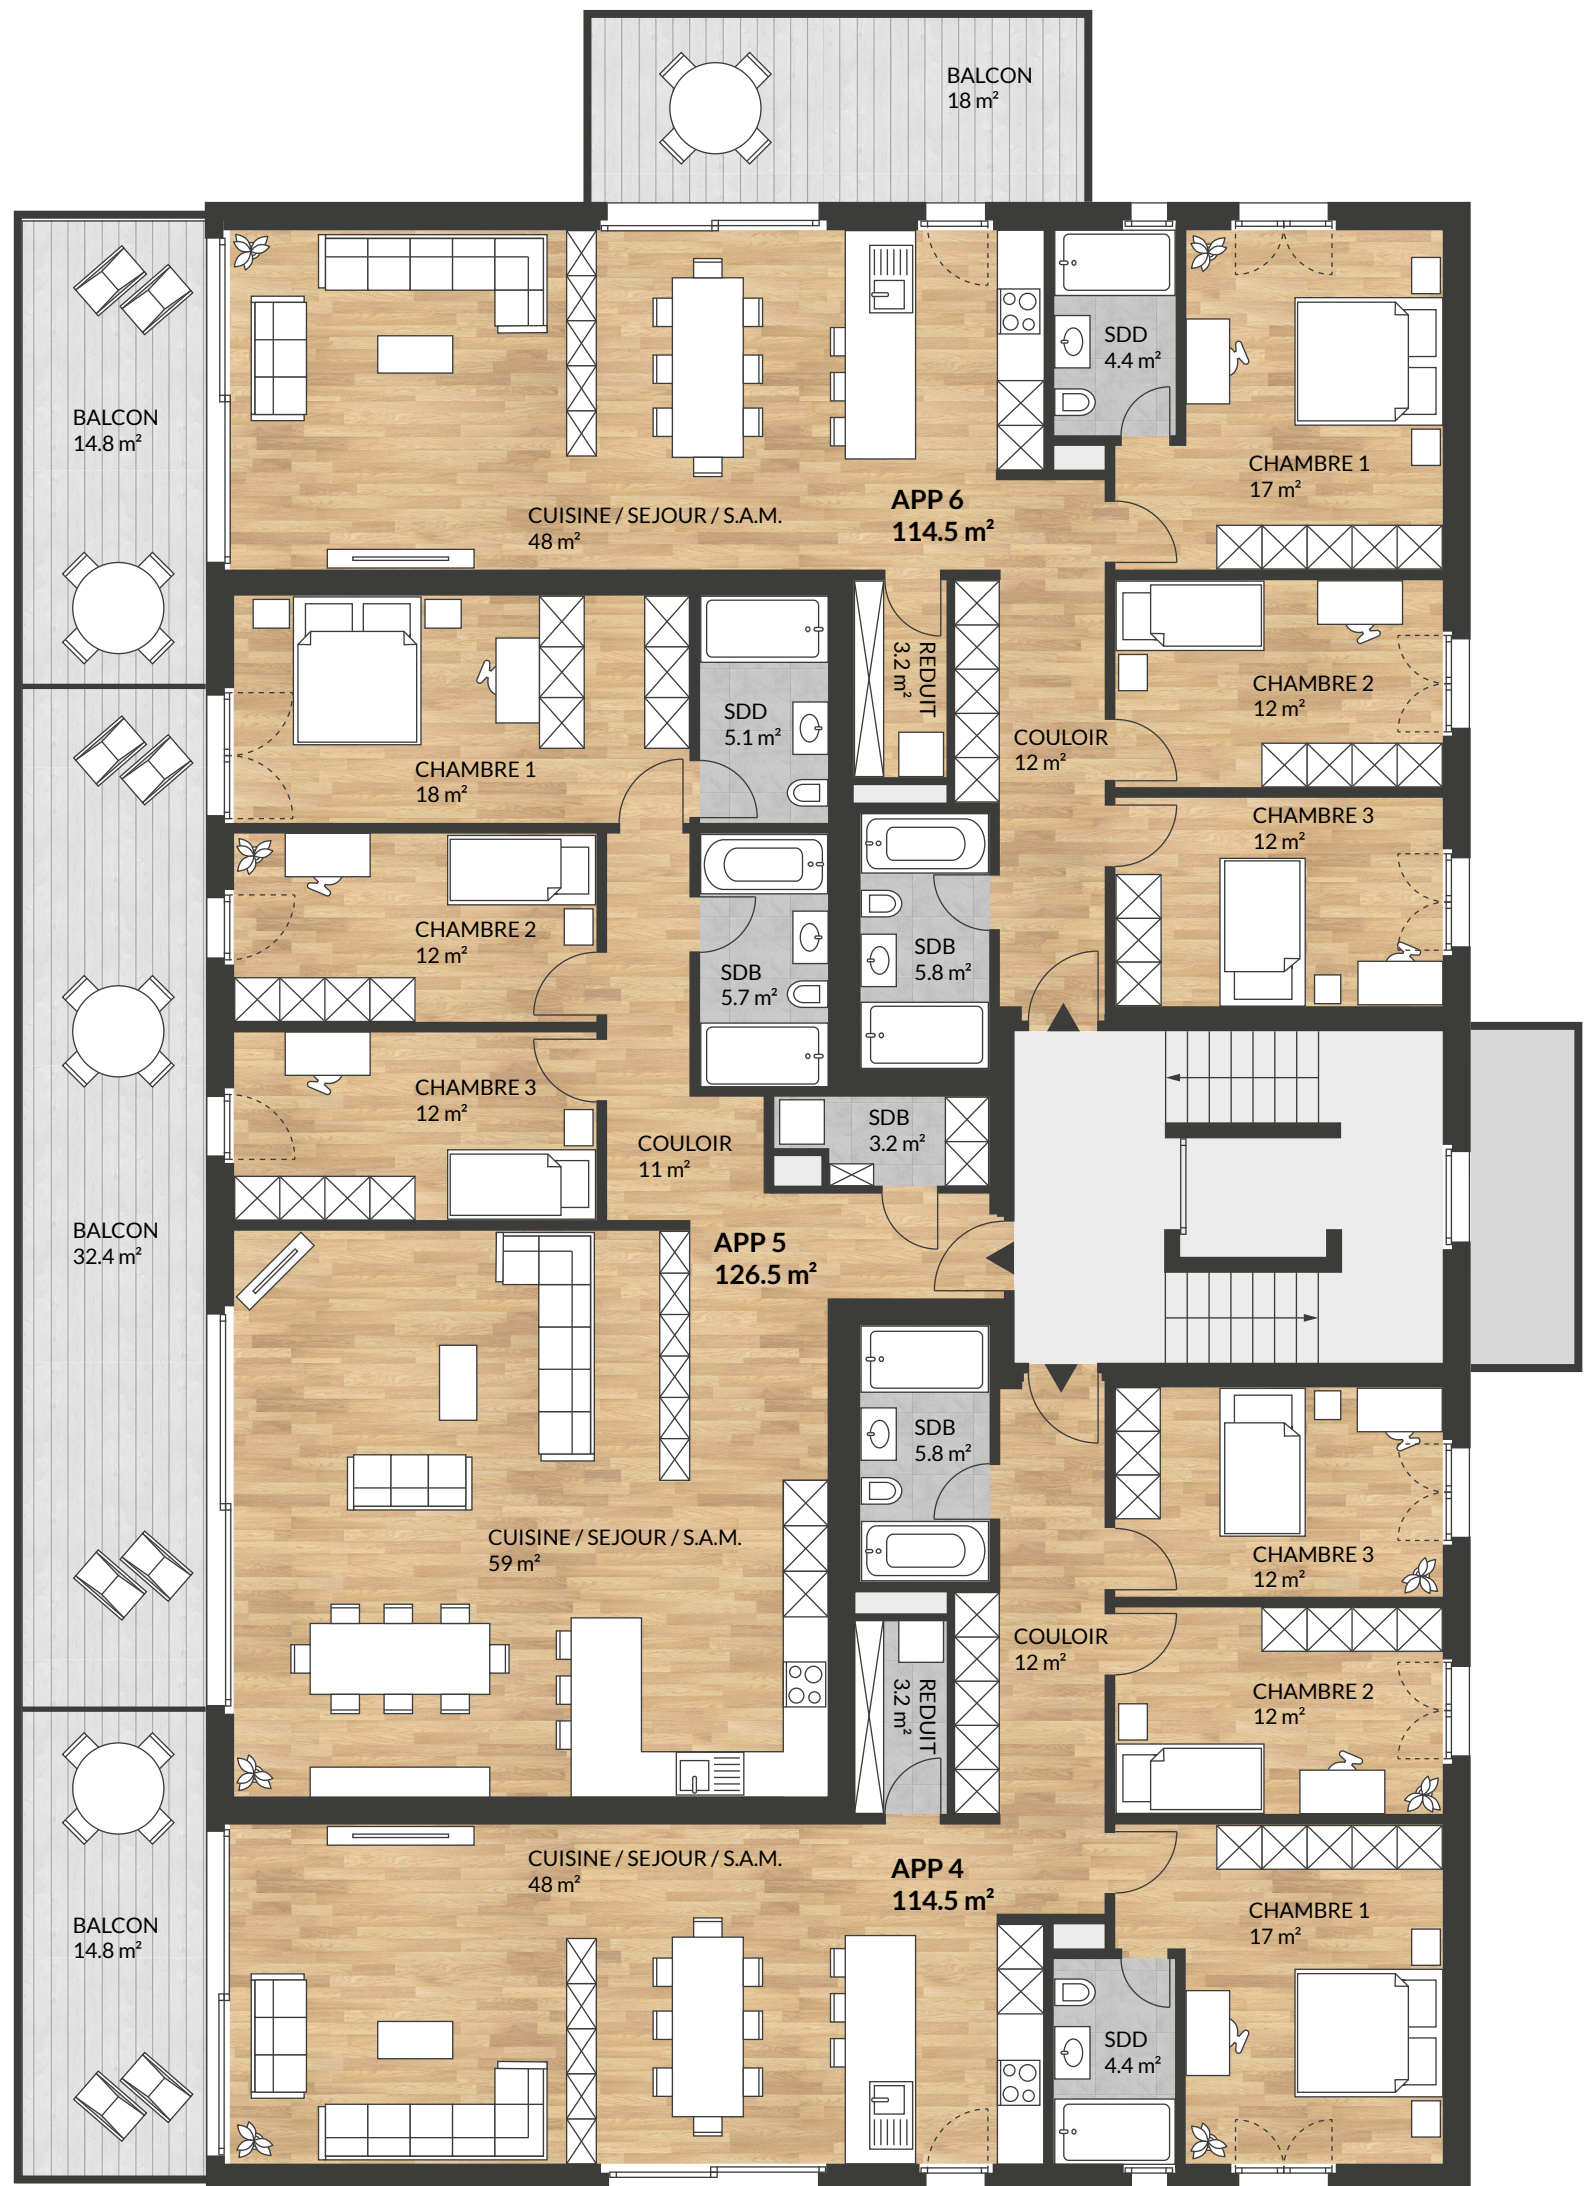 BALCON
18 m²
SDD
4.4 m²
BALCON
14.8 m²
CHAMBRE 1
17 m²
APP 6
114.5 m²
CUISINE / SEJOUR / S.A.M.
48 m²
REDUIT
3.2 m²
CHAMBRE 2
12 m²
SDD
5.1 m²
COULOIR
12 m²
CHAMBRE 1
18 m²
CHAMBRE 3
12 m²
CHAMBRE 2
12 m²
SDB
5.8 m²
SDB
5.7 m²
CHAMBRE 3
12 m²
SDB
3.2 m²
COULOIR
11 m²
BALCON
32.4 m²
APP 5
126.5 m²
SDB
5.8 m²
CUISINE / SEJOUR / S.A.M.
59 m²
CHAMBRE 3
12 m²
COULOIR
12 m²
REDUIT
3.2 m²
CHAMBRE 2
12 m²
CUISINE / SEJOUR / S.A.M.
48 m²
APP 4
114.5 m²
CHAMBRE 1
17 m²
BALCON
14.8 m²
SDD
4.4 m²